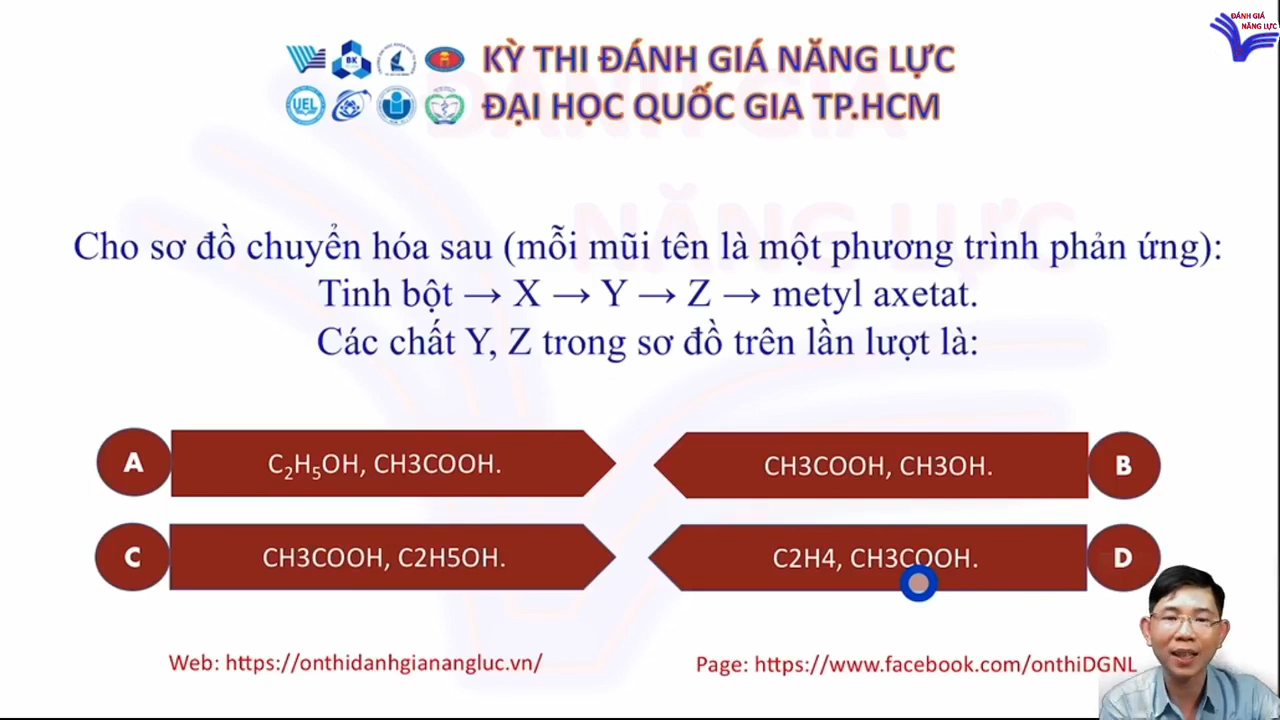 ĐÁNH GIÁ
NĂNG LỰC
BK
UEL
KỲ THI ĐÁNH GIÁ NĂNG LỰC
ĐẠI HỌC QUỐC GIA TP.HCM
Cho sơ đồ chuyển hóa sau (mỗi mũi tên là một phương trình phản ứng):
Tinh bột → X → Y → Z → metyl axetat.
Các chất Y, Z trong sơ đồ trên lần lượt là:
A C₂H₅OH, CH3COOH.
CH3COOH, CH3OH. B
C CH3COOH, C2H5OH.
C2H4, CH3COOH. D
Web: https://onthidanhgianangluc.vn/
Page: https://www.facebook.com/onthiDGNL